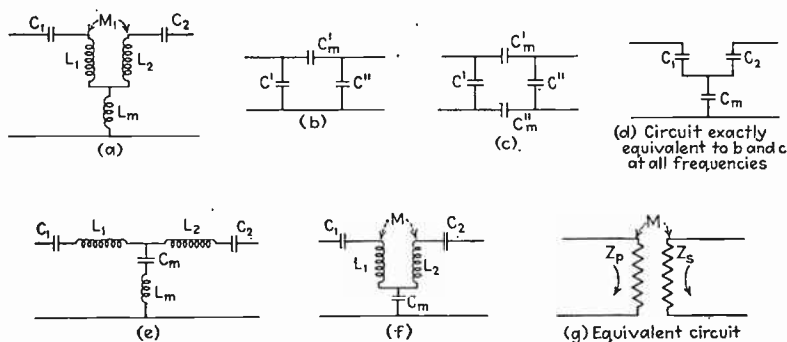 C1 M1 C2
L1 L2
Lm
(a)
C'm
C' C"
(b)
C'm
C' C"
C"m
(c)
C1 C2
Cm
(d) Circuit exactly
equivalent to b and c
at all frequencies
C1 L1 L2 C2
Cm
Lm
(e)
C1 M C2
L1 L2
Cm
(f)
M
Zp Zs
(g) Equivalent circuit